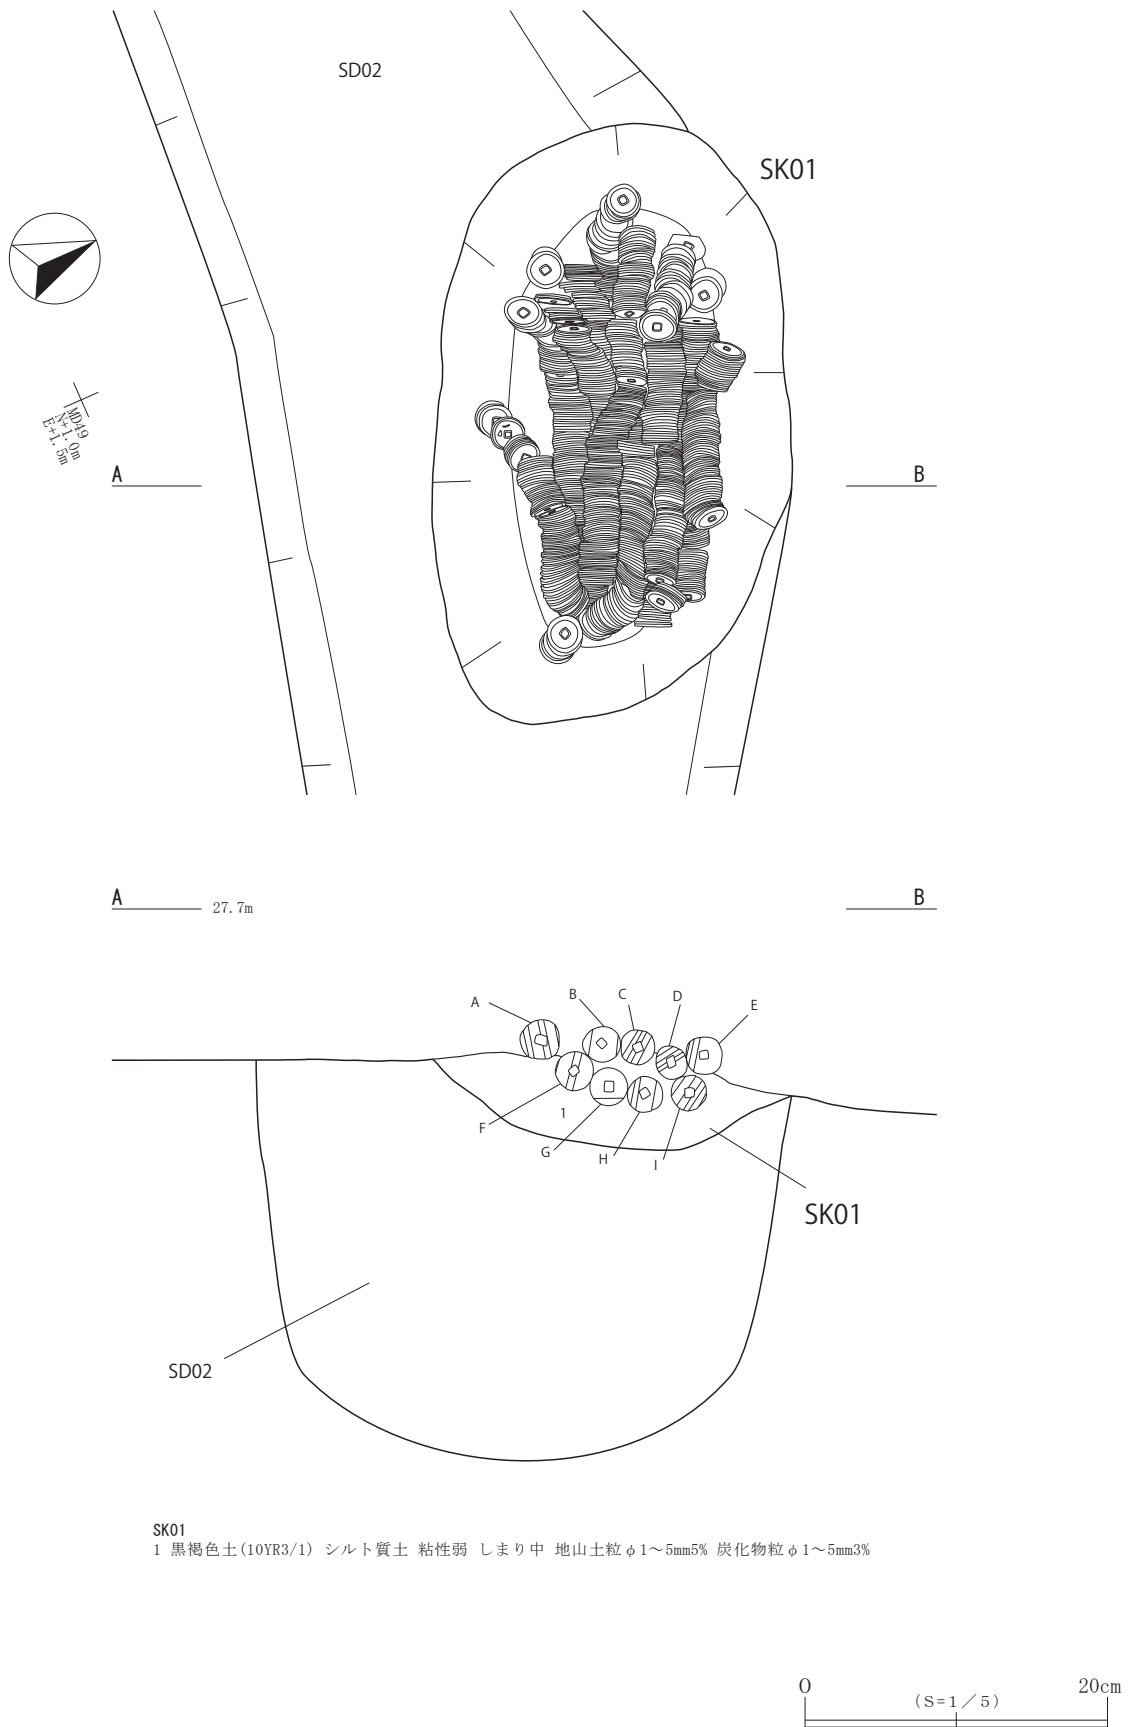 SD02
SK01
MD49
N+1.0m
E+1.5m
A
B
A
27.7m
B
A
B
C
D
E
F
1
G
H
I
SK01
SD02
SK01
1 黒褐色土(10YR3/1) シルト質土 粘性弱 しまり中 地山土粒φ1～5mm5% 炭化物粒φ1～5mm3%
0
(S=1／5)
20cm